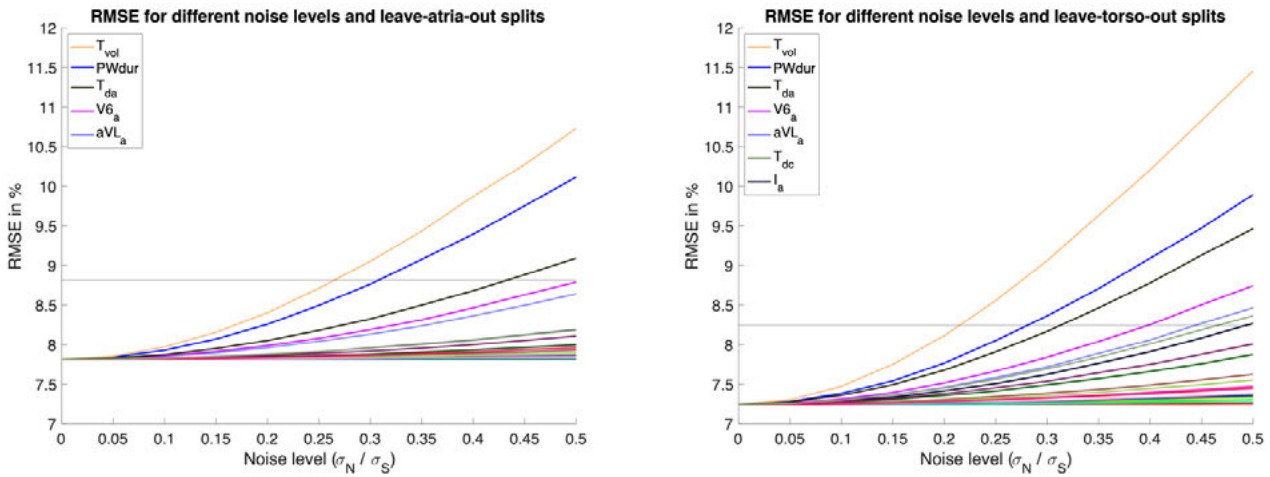 RMSE for different noise levels and leave-atria-out splits
12
11.5
11
10.5
10
9.5
9
8.5
8
7.5
7
RMSE in %
T_vol
PWdur
T_da
V6_a
aVL_a
0 0.05 0.1 0.15 0.2 0.25 0.3 0.35 0.4 0.45 0.5
Noise level (σ_N / σ_S)
RMSE for different noise levels and leave-torso-out splits
12
11.5
11
10.5
10
9.5
9
8.5
8
7.5
7
RMSE in %
T_vol
PWdur
T_da
V6_a
aVL_a
T_dc
I_a
0 0.05 0.1 0.15 0.2 0.25 0.3 0.35 0.4 0.45 0.5
Noise level (σ_N / σ_S)